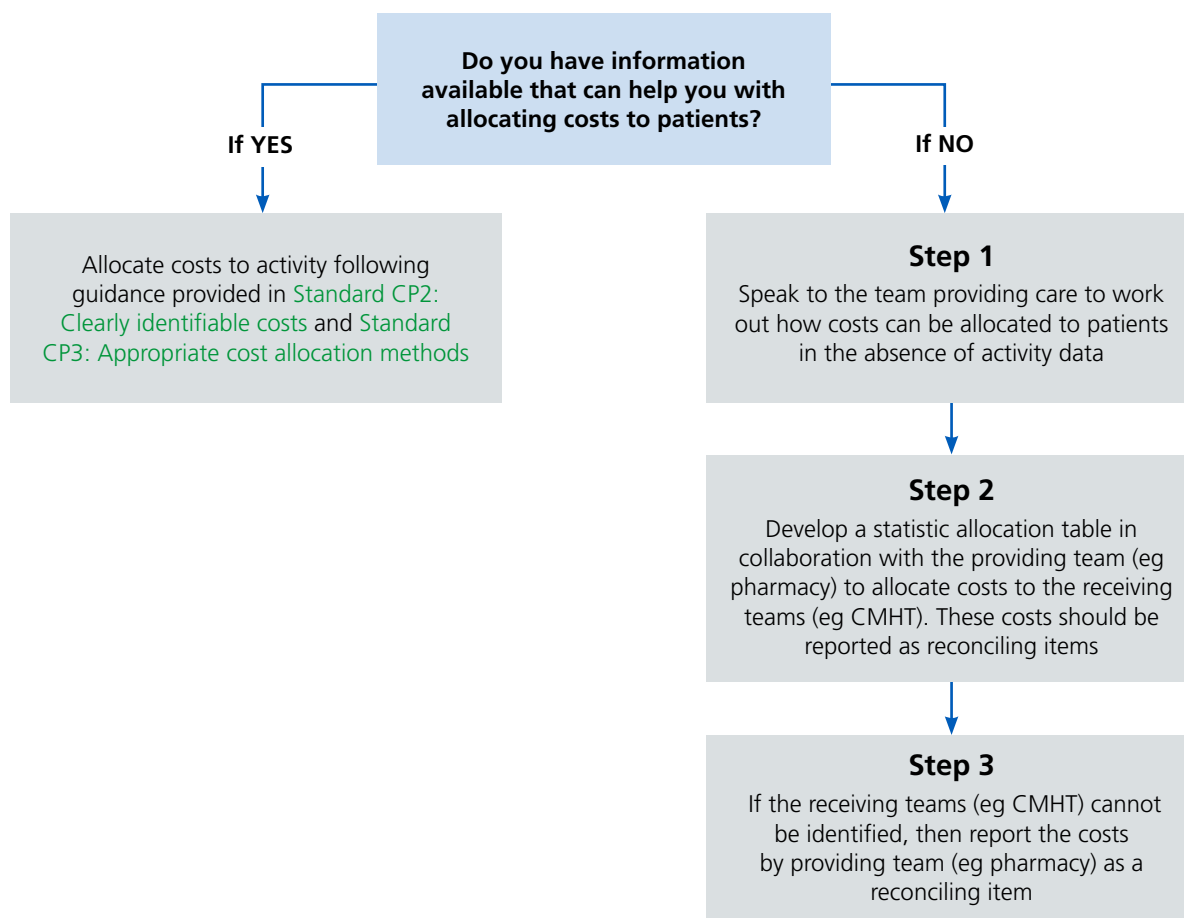 Do you have information
available that can help you with
allocating costs to patients?
If YES
If NO
Allocate costs to activity following
guidance provided in Standard CP2:
Clearly identifiable costs and Standard
CP3: Appropriate cost allocation methods
Step 1
Speak to the team providing care to work
out how costs can be allocated to patients
in the absence of activity data
Step 2
Develop a statistic allocation table in
collaboration with the providing team (eg
pharmacy) to allocate costs to the receiving
teams (eg CMHT). These costs should be
reported as reconciling items
Step 3
If the receiving teams (eg CMHT) cannot
be identified, then report the costs
by providing team (eg pharmacy) as a
reconciling item